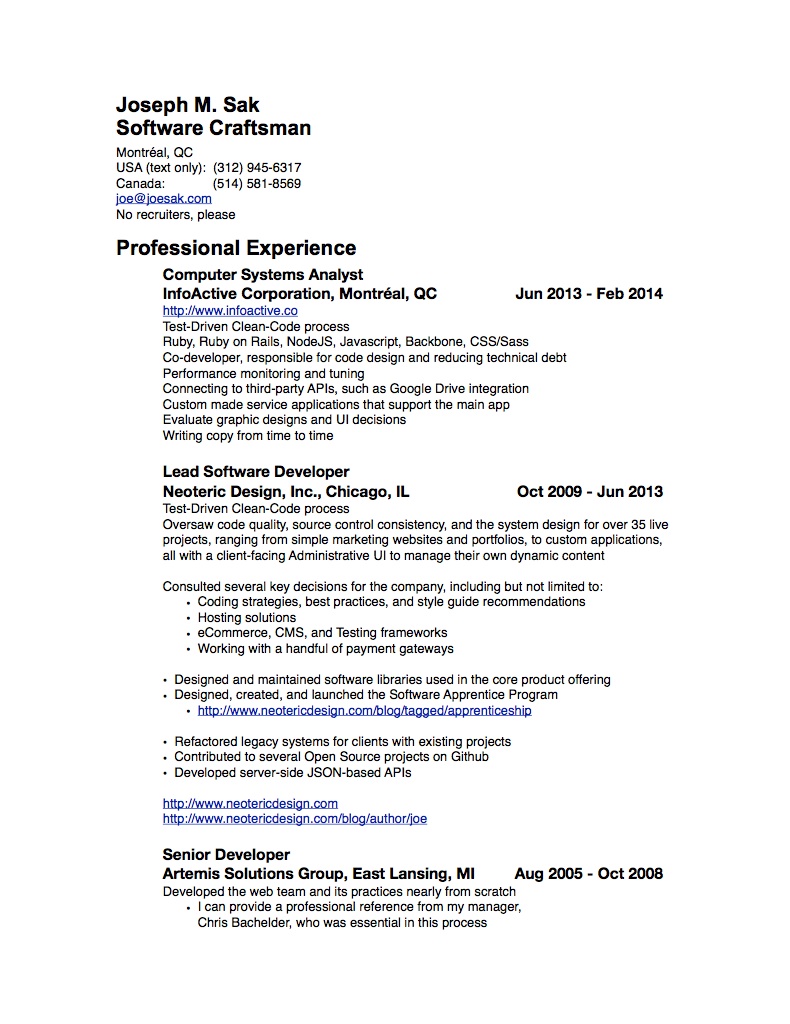 Joseph M. Sak
Software Craftsman
Montréal, QC
USA (text only): (312) 945-6317
Canada: (514) 581-8569
joe@joesak.com
No recruiters, please
Professional Experience
Computer Systems Analyst
InfoActive Corporation, Montréal, QC Jun 2013 - Feb 2014
http://www.infoactive.co
Test-Driven Clean-Code process
Ruby, Ruby on Rails, NodeJS, Javascript, Backbone, CSS/Sass
Co-developer, responsible for code design and reducing technical debt
Performance monitoring and tuning
Connecting to third-party APIs, such as Google Drive integration
Custom made service applications that support the main app
Evaluate graphic designs and UI decisions
Writing copy from time to time
Lead Software Developer
Neoteric Design, Inc., Chicago, IL Oct 2009 - Jun 2013
Test-Driven Clean-Code process
Oversaw code quality, source control consistency, and the system design for over 35 live
projects, ranging from simple marketing websites and portfolios, to custom applications,
all with a client-facing Administrative UI to manage their own dynamic content
Consulted several key decisions for the company, including but not limited to:
• Coding strategies, best practices, and style guide recommendations
• Hosting solutions
• eCommerce, CMS, and Testing frameworks
• Working with a handful of payment gateways
• Designed and maintained software libraries used in the core product offering
• Designed, created, and launched the Software Apprentice Program
• http://www.neotericdesign.com/blog/tagged/apprenticeship
• Refactored legacy systems for clients with existing projects
• Contributed to several Open Source projects on Github
• Developed server-side JSON-based APIs
http://www.neotericdesign.com
http://www.neotericdesign.com/blog/author/joe
Senior Developer
Artemis Solutions Group, East Lansing, MI Aug 2005 - Oct 2008
Developed the web team and its practices nearly from scratch
• I can provide a professional reference from my manager,
Chris Bachelder, who was essential in this process